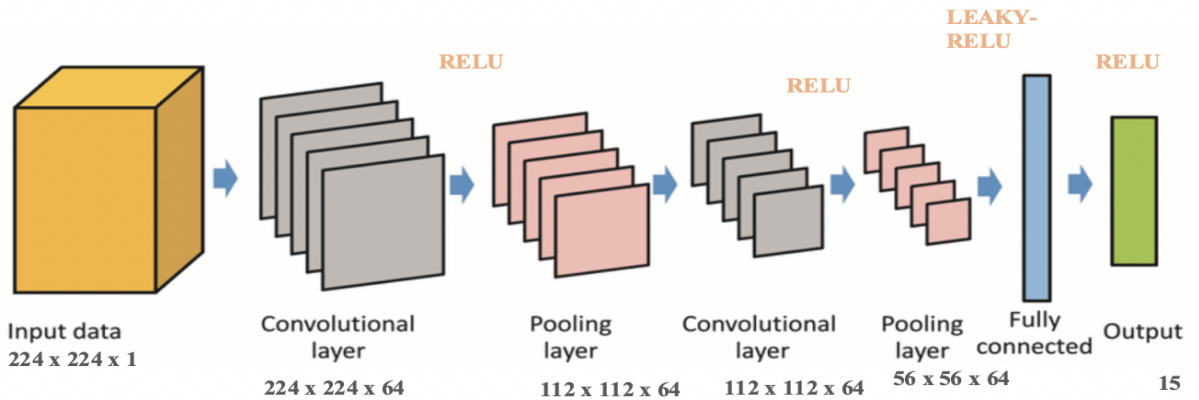 LEAKY-
RELU
RELU
RELU
RELU
Input data
224 x 224 x 1
Convolutional
layer
224 x 224 x 64
Pooling
layer
112 x 112 x 64
Convolutional
layer
112 x 112 x 64
Pooling
layer
56 x 56 x 64
Fully
connected
Output
15